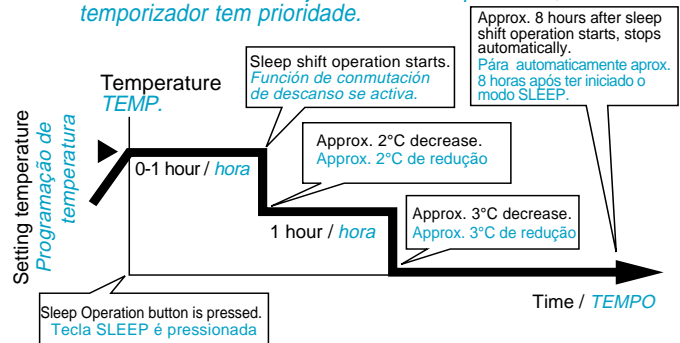 temporizador tem prioridade.
Approx. 8 hours after sleep
shift operation starts, stops
automatically.
Pára automaticamente aprox.
8 horas após ter iniciado o
modo SLEEP.
Sleep shift operation starts.
Función de conmutación
de descanso se activa.
Temperature
TEMP.
Setting temperature
Programação de
temperatura
0-1 hour / hora
Approx. 2°C decrease.
Approx. 2°C de redução
1 hour / hora
Approx. 3°C decrease.
Approx. 3°C de redução
Time / TEMPO
Sleep Operation button is pressed.
Tecla SLEEP é pressionada